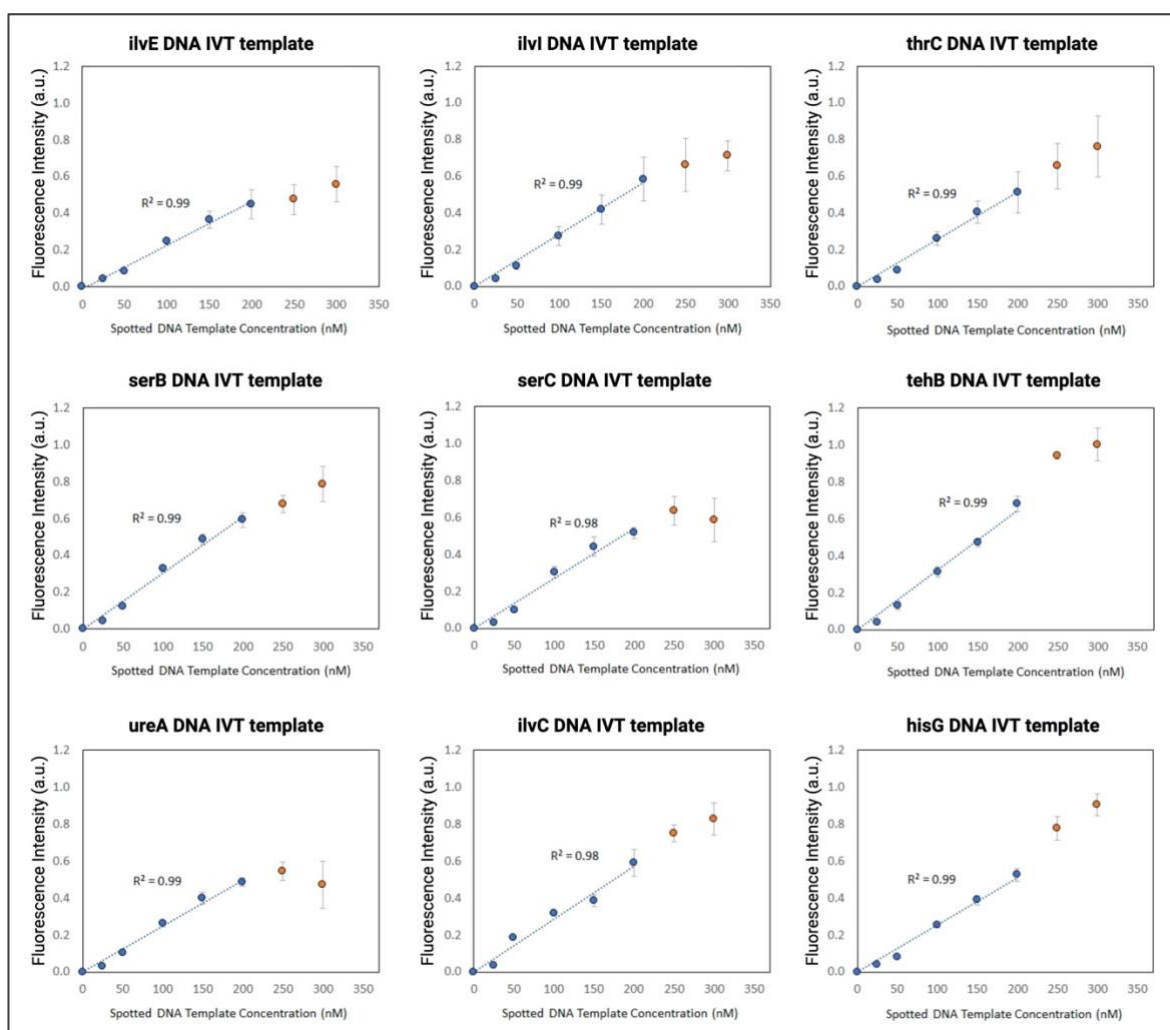 ilvE DNA IVT template
Fluorescence Intensity (a.u.)
1.2
1.0
0.8
0.6
0.4
0.2
0.0
R² = 0.99
0 50 100 150 200 250 300 350
Spotted DNA Template Concentration (nM)
ilvI DNA IVT template
Fluorescence Intensity (a.u.)
1.2
1.0
0.8
0.6
0.4
0.2
0.0
R² = 0.99
0 50 100 150 200 250 300 350
Spotted DNA Template Concentration (nM)
thrC DNA IVT template
Fluorescence Intensity (a.u.)
1.2
1.0
0.8
0.6
0.4
0.2
0.0
R² = 0.99
0 50 100 150 200 250 300 350
Spotted DNA Template Concentration (nM)
serB DNA IVT template
Fluorescence Intensity (a.u.)
1.2
1.0
0.8
0.6
0.4
0.2
0.0
R² = 0.99
0 50 100 150 200 250 300 350
Spotted DNA Template Concentration (nM)
serC DNA IVT template
Fluorescence Intensity (a.u.)
1.2
1.0
0.8
0.6
0.4
0.2
0.0
R² = 0.98
0 50 100 150 200 250 300 350
Spotted DNA Template Concentration (nM)
tehB DNA IVT template
Fluorescence Intensity (a.u.)
1.2
1.0
0.8
0.6
0.4
0.2
0.0
R² = 0.99
0 50 100 150 200 250 300 350
Spotted DNA Template Concentration (nM)
ureA DNA IVT template
Fluorescence Intensity (a.u.)
1.2
1.0
0.8
0.6
0.4
0.2
0.0
R² = 0.99
0 50 100 150 200 250 300 350
Spotted DNA Template Concentration (nM)
ilvC DNA IVT template
Fluorescence Intensity (a.u.)
1.2
1.0
0.8
0.6
0.4
0.2
0.0
R² = 0.98
0 50 100 150 200 250 300 350
Spotted DNA Template Concentration (nM)
hisG DNA IVT template
Fluorescence Intensity (a.u.)
1.2
1.0
0.8
0.6
0.4
0.2
0.0
R² = 0.99
0 50 100 150 200 250 300 350
Spotted DNA Template Concentration (nM)